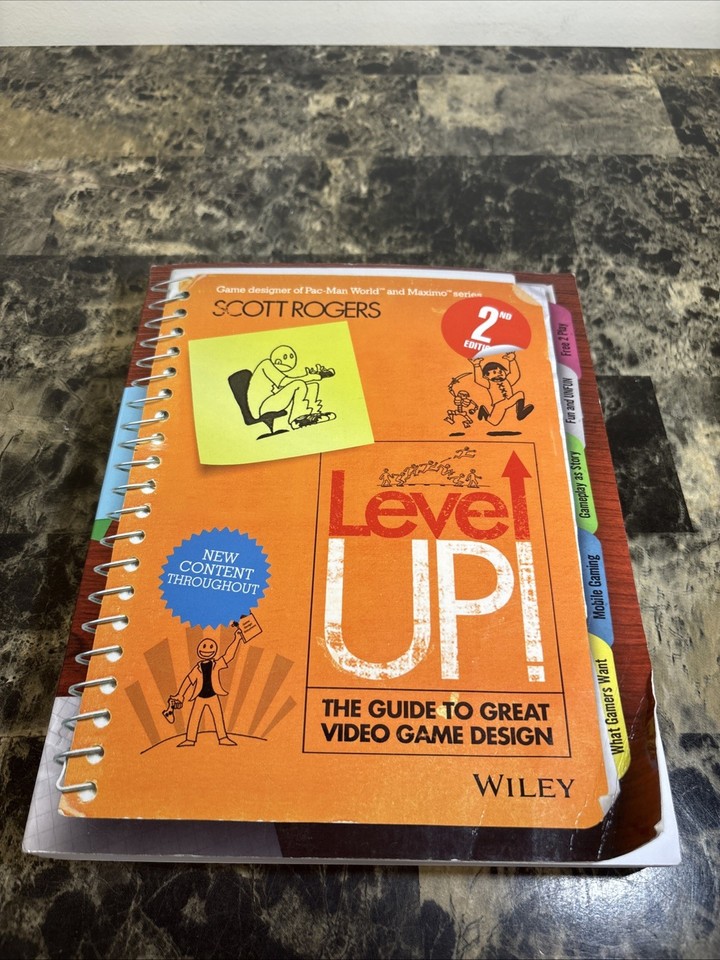 Game designer of Pac-Man World™ and Maximo™ series
SCOTT ROGERS
2ND
Level
UP!
NEW
CONTENT
THROUGHOUT
THE GUIDE TO GREAT
VIDEO GAME DESIGN
WILEY
Free 2 Play
Fun and UNFUN
Gameplay as Story
Mobile Gaming
What Gamers Want